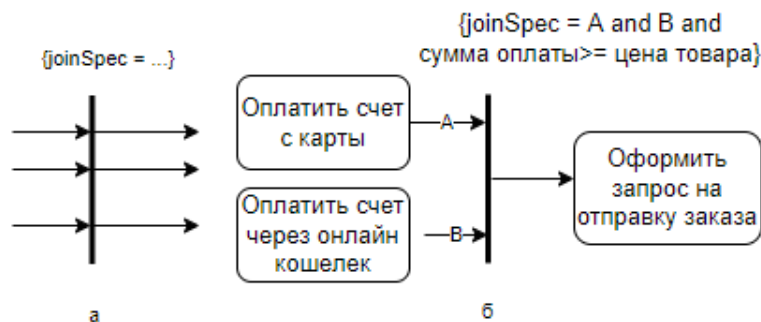 {joinSpec = ...}
{joinSpec = A and B and
сумма оплаты>= цена товара}
Оплатить счет
с карты
A
Оплатить счет
через онлайн
кошелек
B
Оформить
запрос на
отправку заказа
а
б